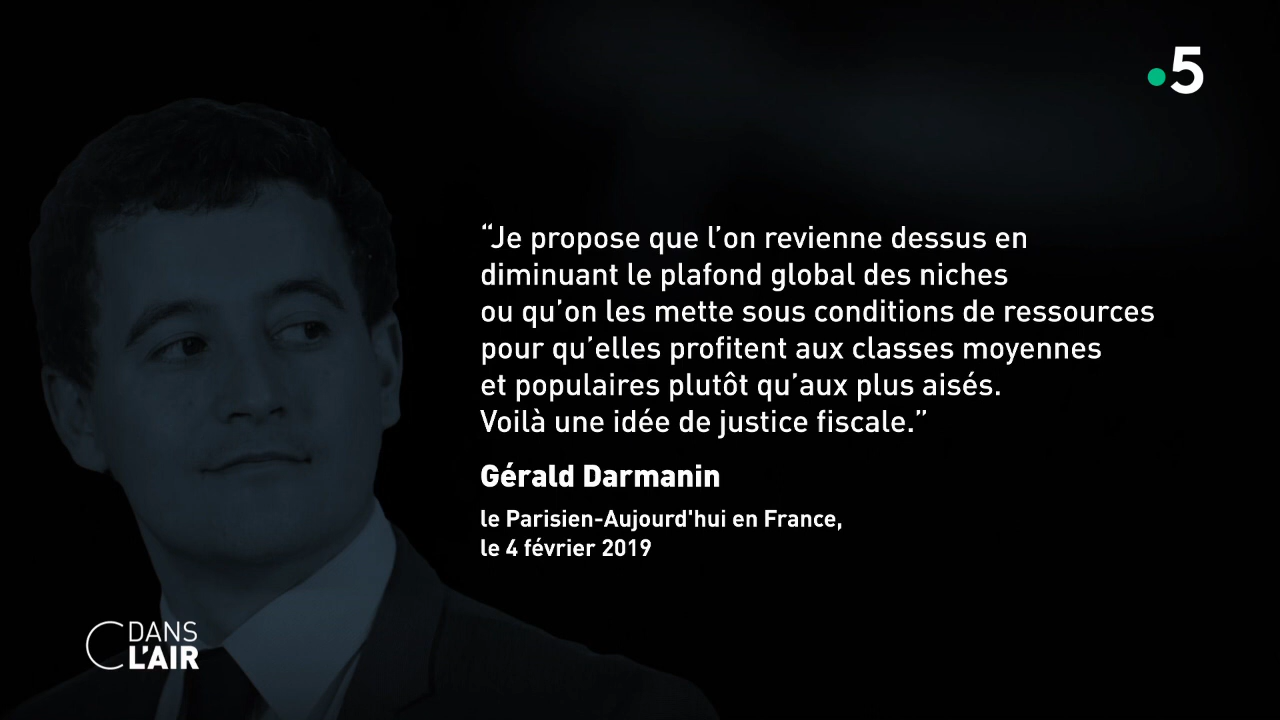 5
“Je propose que l’on revienne dessus en
diminuant le plafond global des niches
ou qu’on les mette sous conditions de ressources
pour qu’elles profitent aux classes moyennes
et populaires plutôt qu’aux plus aisés.
Voilà une idée de justice fiscale.”
Gérald Darmanin
le Parisien-Aujourd'hui en France,
le 4 février 2019
C DANS
L’AIR